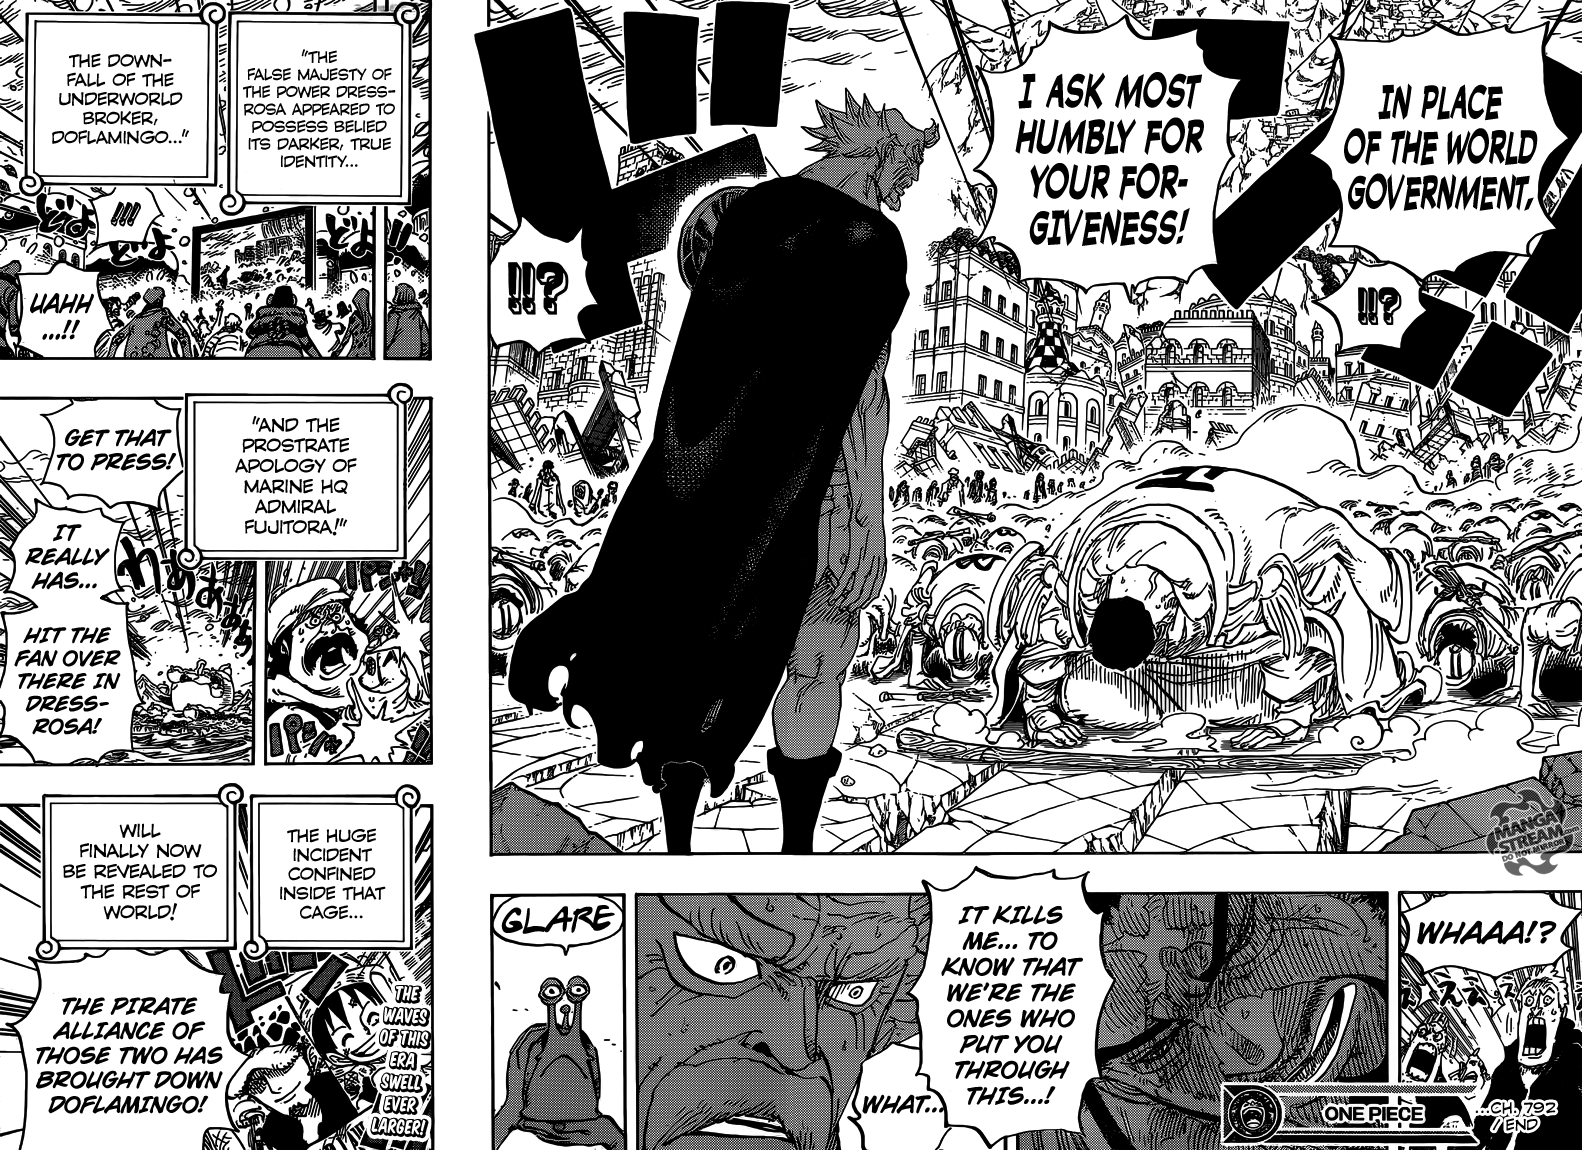 IN PLACE
OF THE WORLD
GOVERNMENT,
I ASK MOST
HUMBLY FOR
YOUR FOR-
GIVENESS!
!!?
!!?
WHAAA!?
IT KILLS
ME... TO
KNOW THAT
WE'RE THE
ONES WHO
PUT YOU
THROUGH
THIS...!
WHAT...
GLARE
"THE
FALSE MAJESTY OF
THE POWER DRESS-
ROSA APPEARED TO
POSSESS BELIED
ITS DARKER, TRUE
IDENTITY...
THE DOWN-
FALL OF THE
UNDERWORLD
BROKER,
DOFLAMINGO..."
!!!
UAHH
...!!
"AND THE
PROSTRATE
APOLOGY OF
MARINE HQ
ADMIRAL
FUJITORA!"
GET THAT
TO PRESS!
IT
REALLY
HAS...
HIT THE
FAN OVER
THERE IN
DRESS-
ROSA!
THE HUGE
INCIDENT
CONFINED
INSIDE THAT
CAGE...
WILL
FINALLY NOW
BE REVEALED TO
THE REST OF
WORLD!
THE PIRATE
ALLIANCE OF
THOSE TWO HAS
BROUGHT DOWN
DOFLAMINGO!
THE
WAVES
OF THIS
ERA
SWELL
EVER
LARGER!
MANGA
STREAM.com
DO NOT MIRROR
ONE PIECE
...CH. 792
/ END